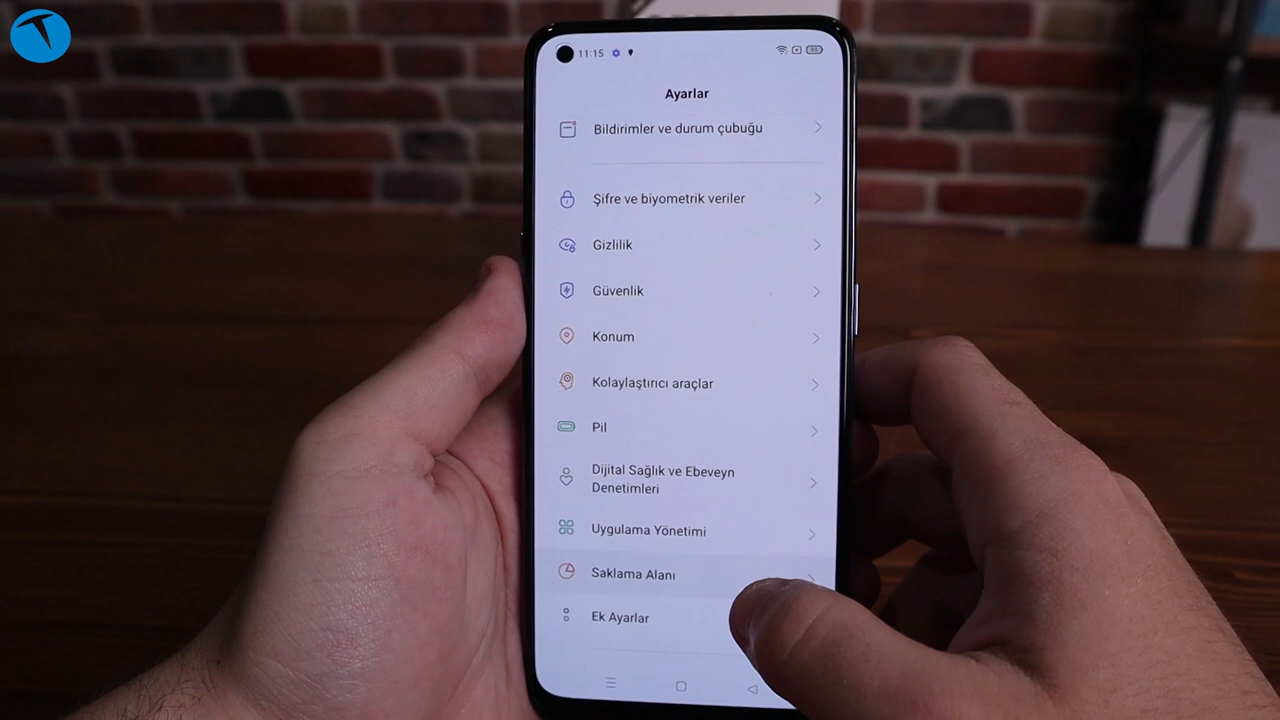 11:15
Ayarlar
Bildirimler ve durum çubuğu
Şifre ve biyometrik veriler
Gizlilik
Güvenlik
Konum
Kolaylaştırıcı araçlar
Pil
Dijital Sağlık ve Ebeveyn
Denetimleri
Uygulama Yönetimi
Saklama Alanı
Ek Ayarlar